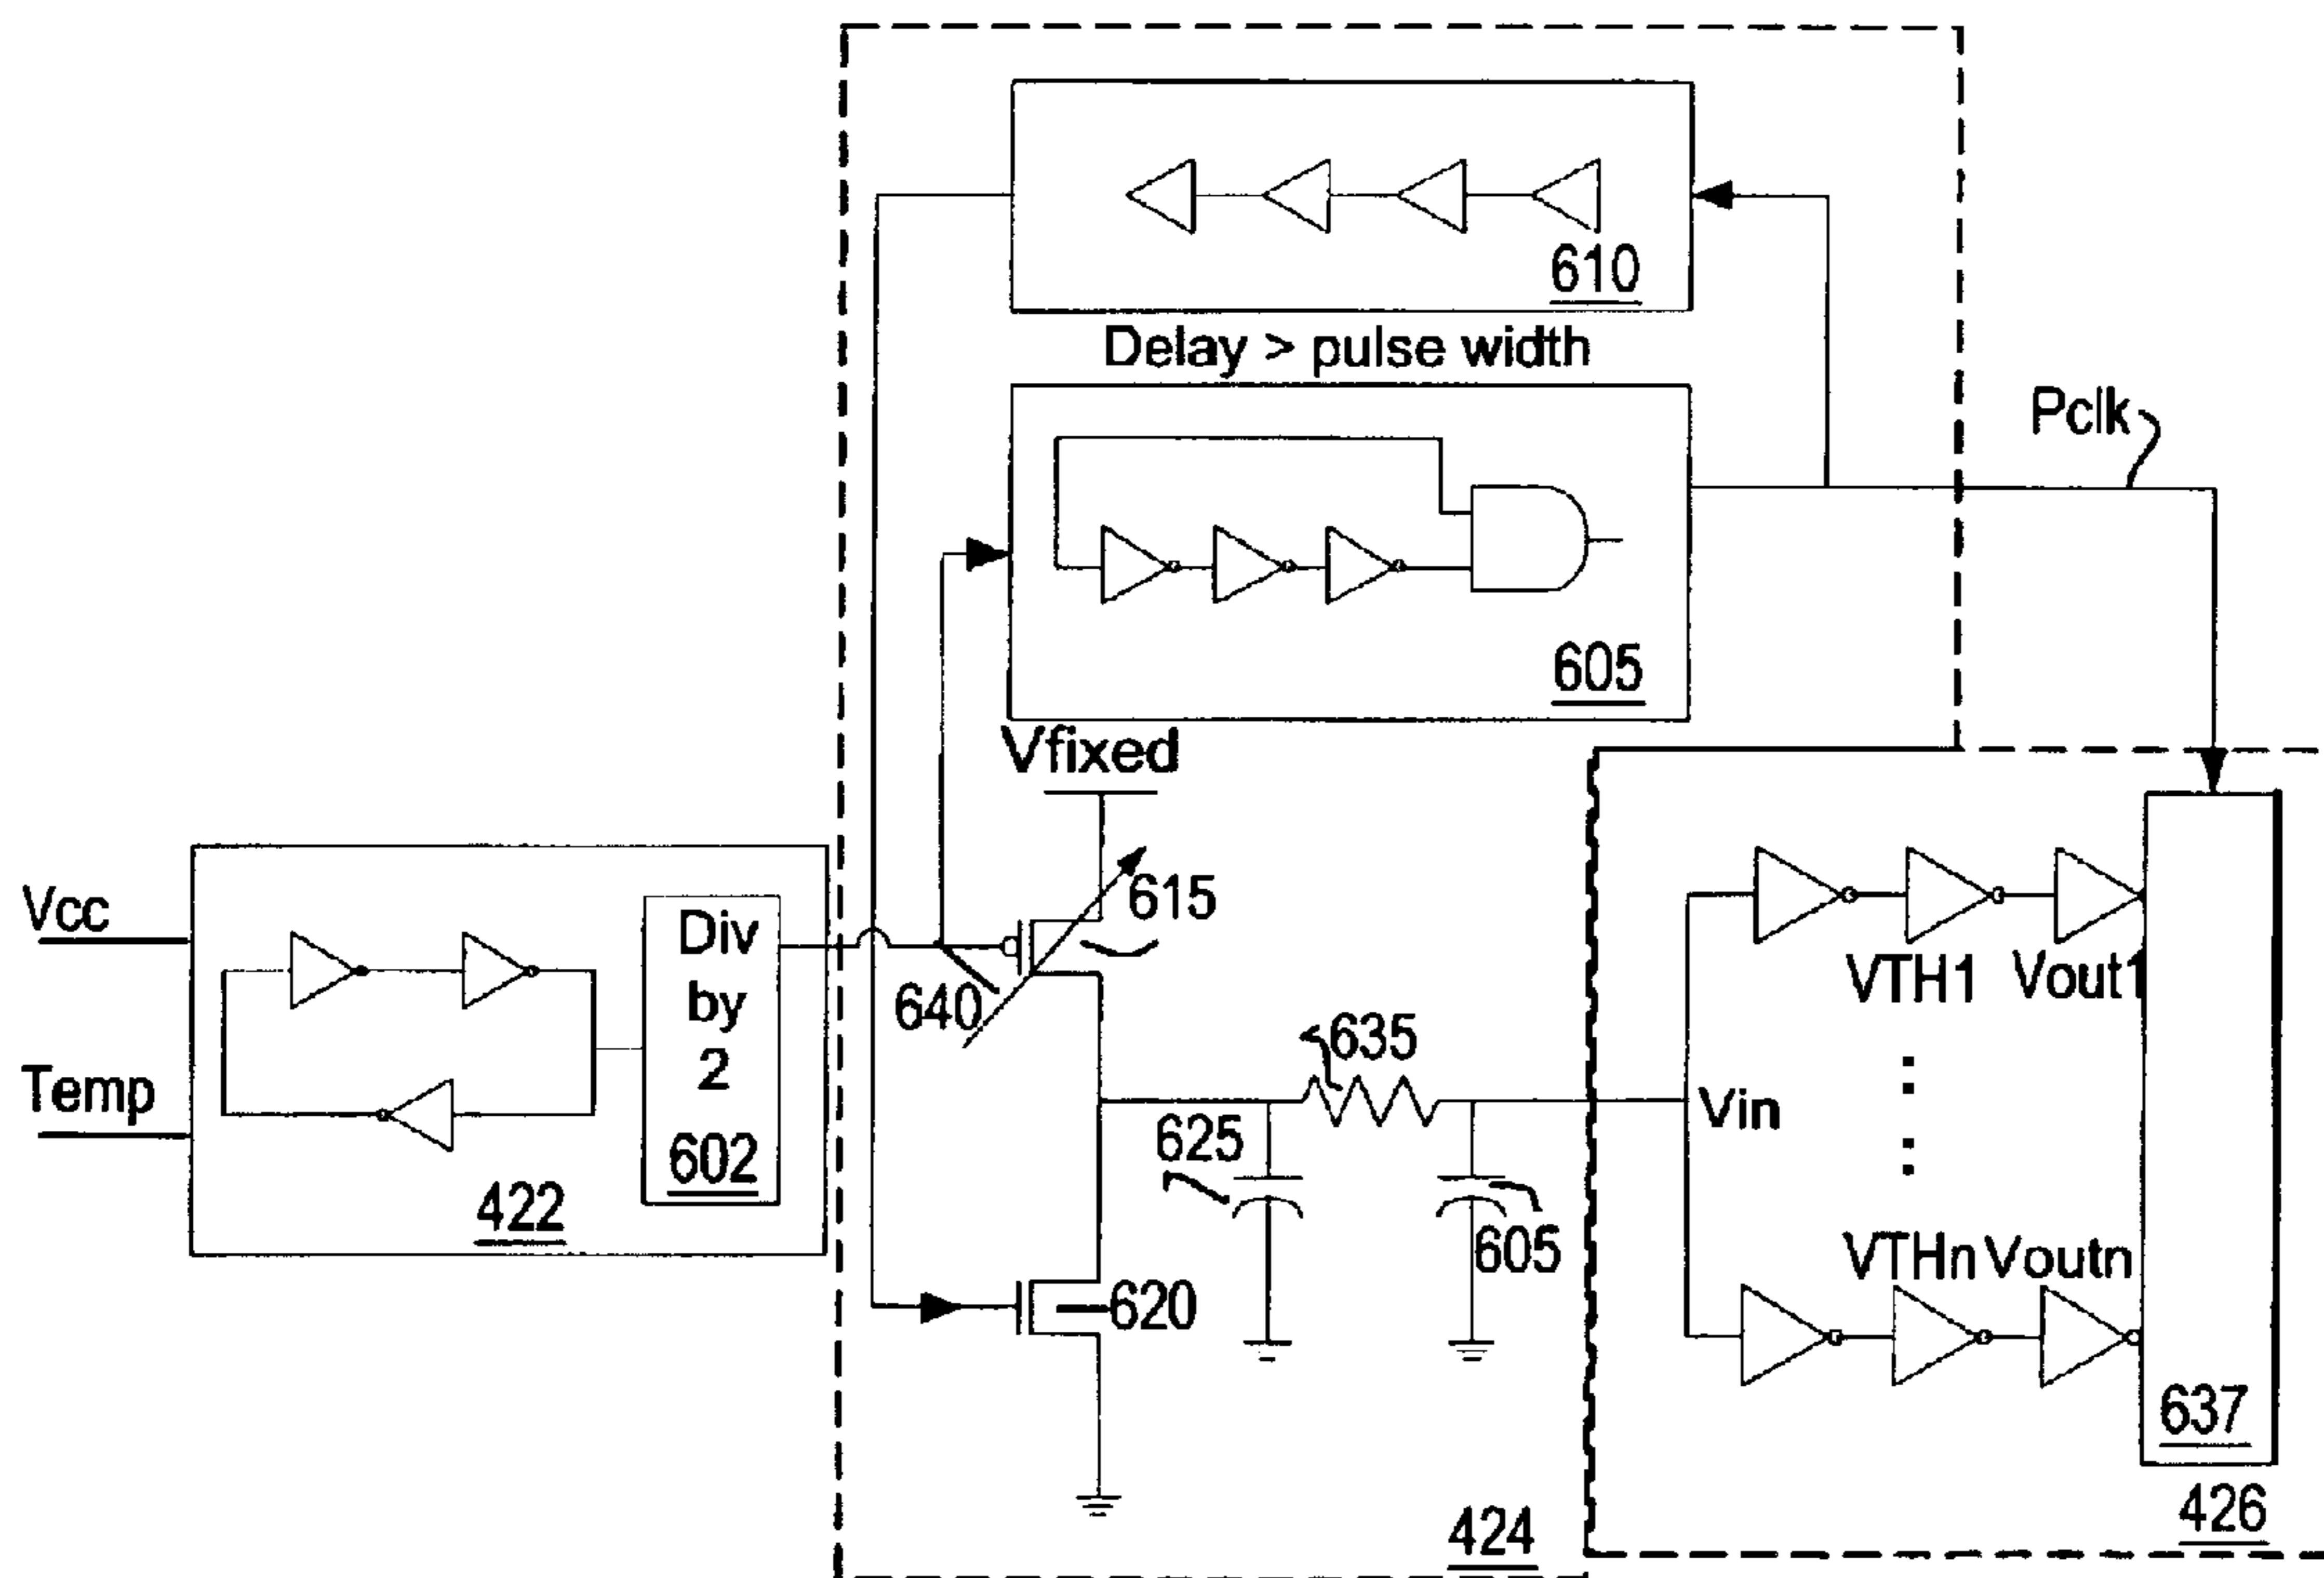 610
Delay > pulse width
Pclk
605
Vfixed
Vcc
Div
by
2
602
615
640
Temp
422
635
625
605
620
Vin
VTH1
Vout1
VTHn
Voutn
637
424
426